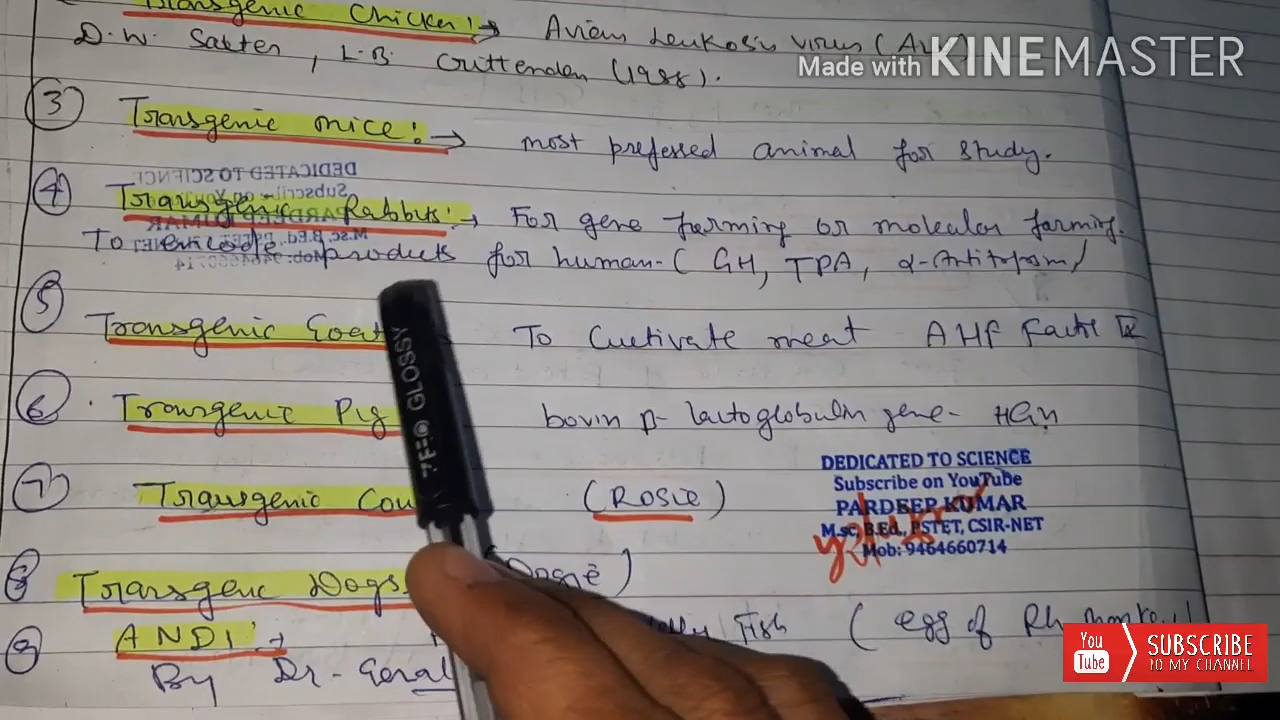 Transgenic Chicken:→ Avian Leukosis virus (
D.W. Salter, L.B. Crittenden (1988).
Made with KINEMASTER
③ Transgenic mice:→ most preferred animal for study.
DEDICATED TO SCIENCE
④ Transgenic Rabbits:→ For gene farming or molecular farming.
To products for human- ( GH, TPA, α-Antitrypsin)
⑤ Transgenic Goat To Cultivate meat AHF Factor IX
⑥ Transgenic Pig bovin β- lactoglobulin gene-
⑦ Transgenic Cow (ROSIE)
DEDICATED TO SCIENCE
Subscribe on YouTube
PARDEEP KUMAR
M.sc, B.Ed., PSTET, CSIR-NET
Mob: 9464660714
⑧ Transgenic Dogs
⑨ ANDI:→ Fish ( egg of Rh
By Dr-
You Tube SUBSCRIBE
TO MY CHANNEL
GLOSSY